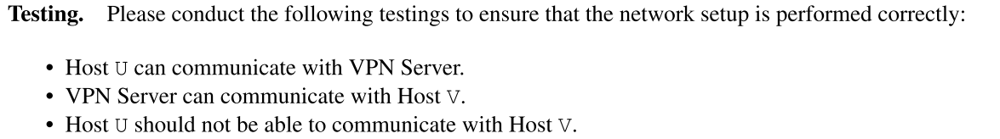 Testing. Please conduct the following testings to ensure that the network setup is performed correctly:
• Host U can communicate with VPN Server.
• VPN Server can communicate with Host V.
• Host U should not be able to communicate with Host V.